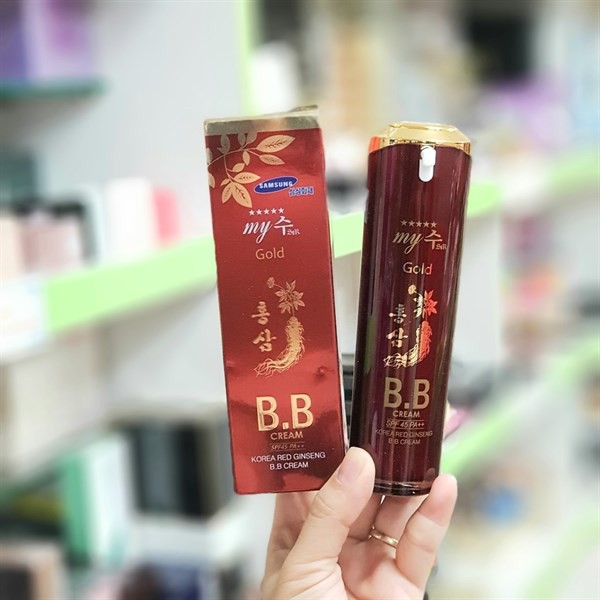 SAMSUNG
★★★★★
my수
Gold
홍삼
B.B
CREAM
SPF45 PA++
KOREA RED GINSENG
B.B CREAM
★★★★★
my수
Gold
홍삼
B.B
CREAM
SPF 45 PA++
KOREA RED GINSENG
B.B CREAM